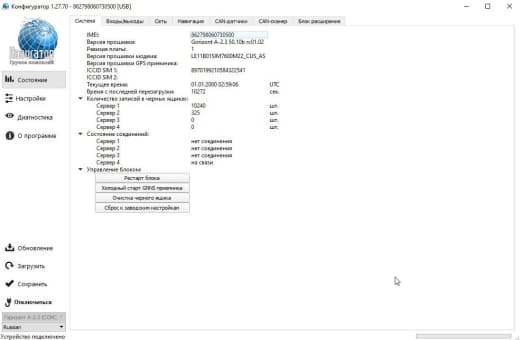 Конфигуратор 1.27.70 - 862798060730500 [USB]
Система Входы/выходы Сеть Навигация CAN-датчики CAN-сканер Блок расширения
Навигатор
Группа компаний
Состояние
Настройки
Диагностика
О программе
IMEI: 862798060730500
Версия прошивки: Gorizont A-2.3 50.10b rc01.02
Ревизия платы: 1
Версия прошивки модема: LE11B01SIM7600M22_CUS_AS
Версия прошивки GPS приемника:
ICCID SIM 1: 89701992105843225​41
ICCID SIM 2:
Текущее время: 01.01.2000 02:59:06 UTC
Время с последней перезагрузки: 10272 сек.
Количество записей в черных ящиках:
Сервер 1 10240 шт.
Сервер 2 325 шт.
Сервер 3 0 шт.
Сервер 4 0 шт.
Состояние соединений:
Сервер 1 нет соединения
Сервер 2 нет соединения
Сервер 3 нет соединения
Сервер 4 на связи
Управление блоком:
Рестарт блока
Холодный старт GNNS приемника
Очистка черного ящика
Сброс к заводским настройкам
Обновление
Загрузить
Сохранить
Отключиться
Горизонт A-2.3 (COM
Russian
Устройство подключено